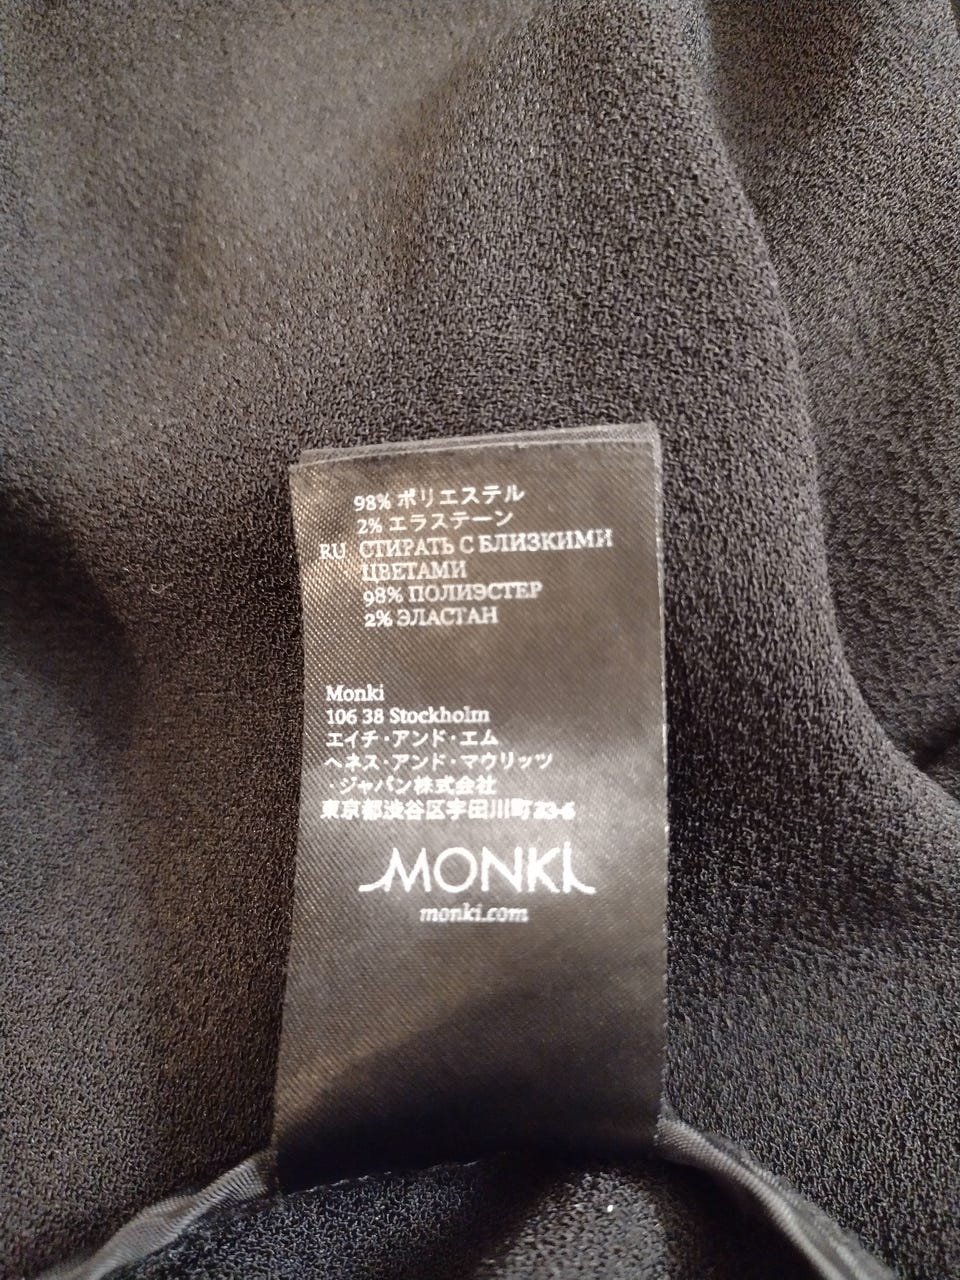 98% ポリエステル
2% エラステーン
RU СТИРАТЬ С БЛИЗКИМИ
ЦВЕТАМИ
98% ПОЛИЭСТЕР
2% ЭЛАСТАН
Monki
106 38 Stockholm
エイチ・アンド・エム
ヘネス・アンド・マウリッツ
・ジャパン株式会社
東京都渋谷区宇田川町33-6
MONKI
monki.com